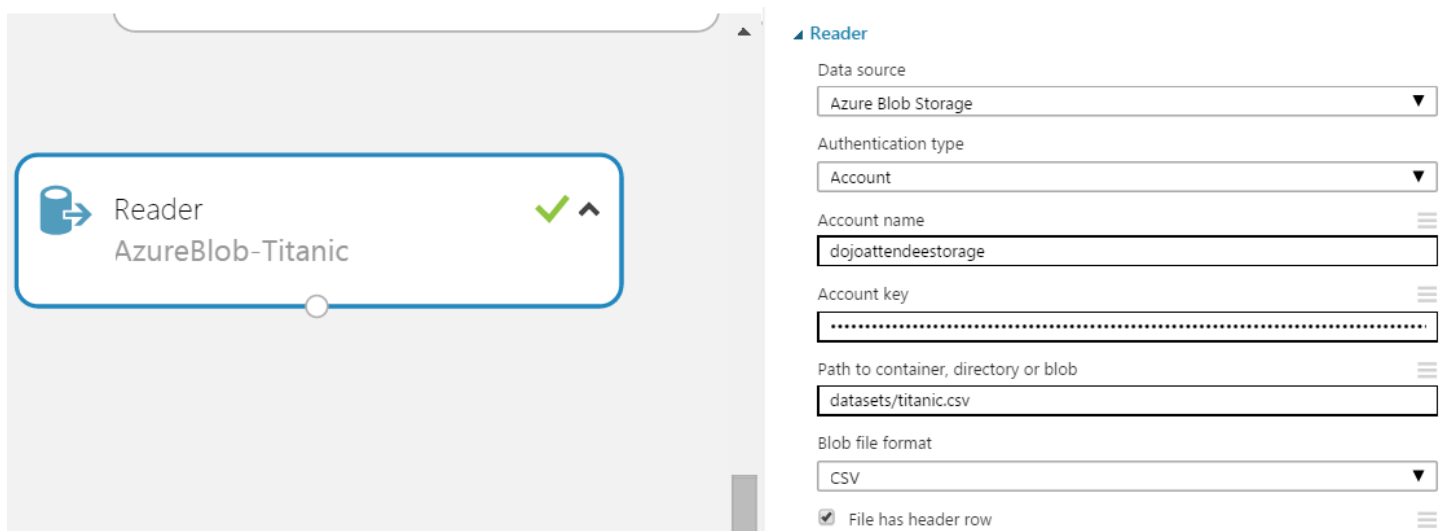 Reader
AzureBlob-Titanic
Reader
Data source
Azure Blob Storage
Authentication type
Account
Account name
dojoattendeestorage
Account key
Path to container, directory or blob
datasets/titanic.csv
Blob file format
CSV
File has header row